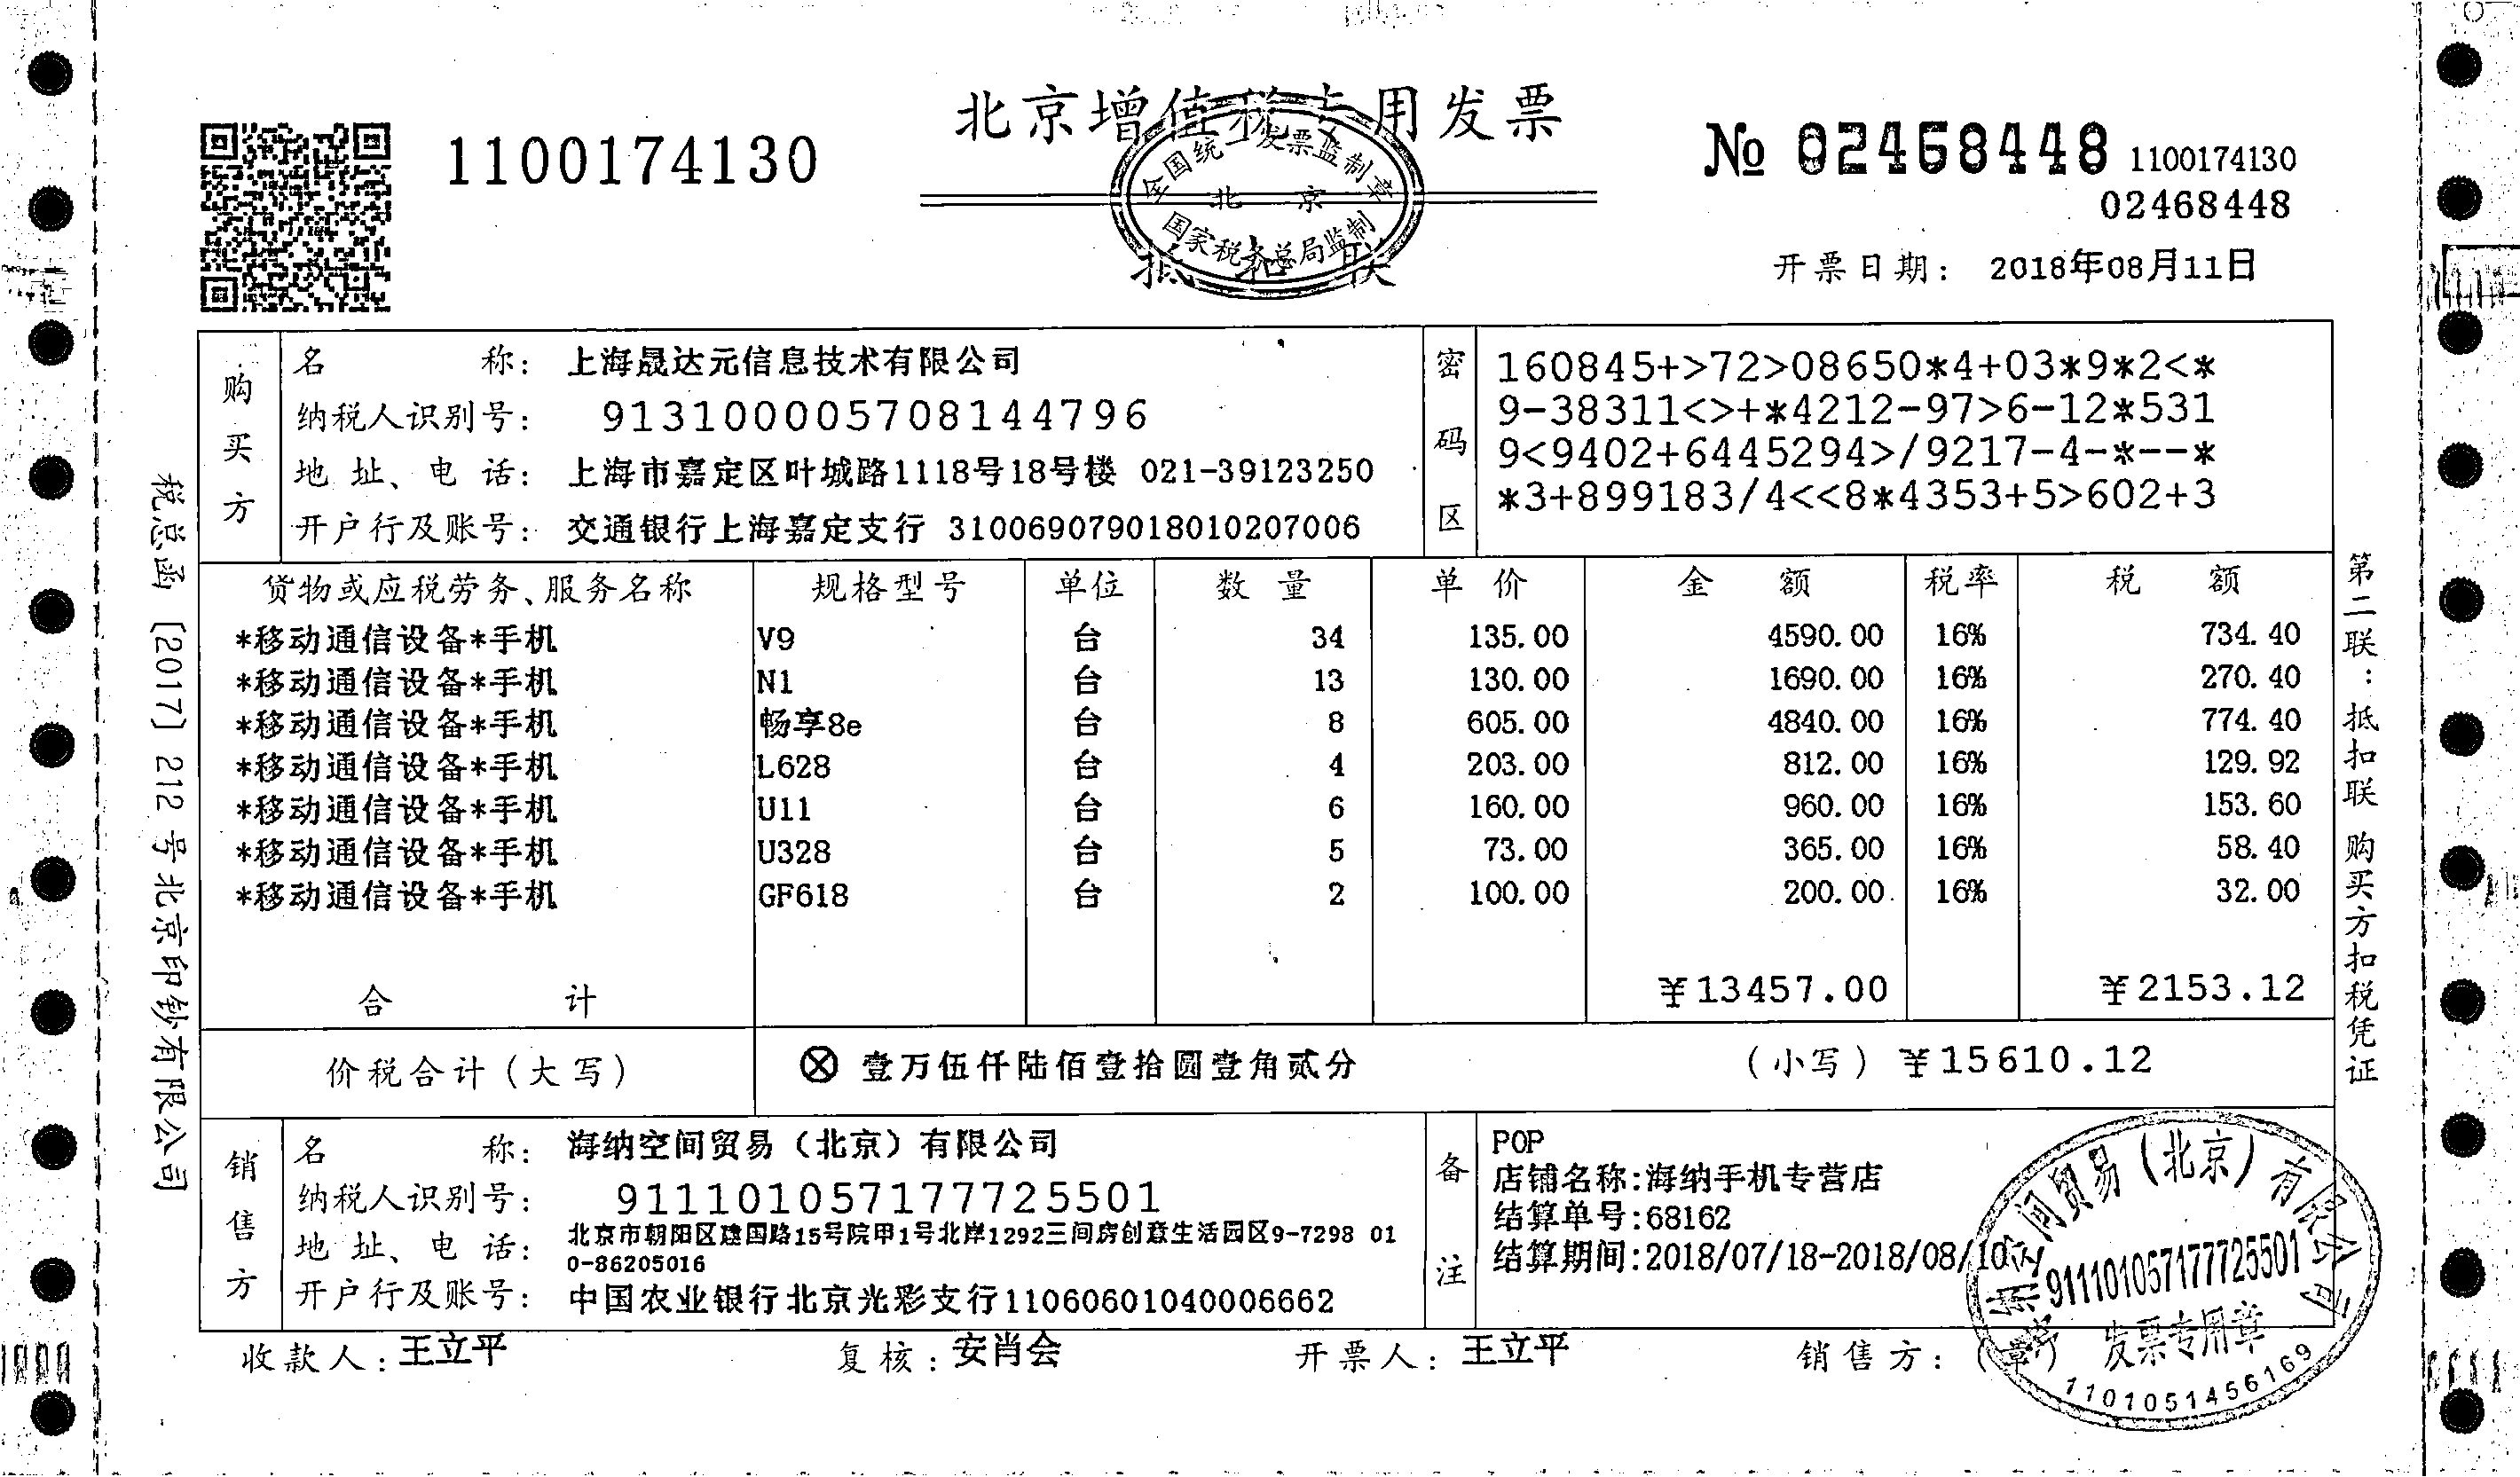 北京增值税专用发票
1100174130
№ 02468448 1100174130
02468448
全国统一发票监制章
北京
国家税务总局监制
抵扣联
开票日期: 2018年08月11日
购买方
名称: 上海晟达元信息技术有限公司
纳税人识别号: 913100005708144796
地址、电话: 上海市嘉定区叶城路1118号18号楼 021-39123250
开户行及账号: 交通银行上海嘉定支行 310069079018010207006
密码区
160845+>72>08650*4+03*9*2<*
9-38311<>+*4212-97>6-12*531
9<9402+6445294>/9217-4-*--*
*3+899183/4<<8*4353+5>602+3
货物或应税劳务、服务名称 规格型号 单位 数量 单价 金额 税率 税额
*移动通信设备*手机 V9 台 34 135.00 4590.00 16% 734.40
*移动通信设备*手机 N1 台 13 130.00 1690.00 16% 270.40
*移动通信设备*手机 畅享8e 台 8 605.00 4840.00 16% 774.40
*移动通信设备*手机 L628 台 4 203.00 812.00 16% 129.92
*移动通信设备*手机 U11 台 6 160.00 960.00 16% 153.60
*移动通信设备*手机 U328 台 5 73.00 365.00 16% 58.40
*移动通信设备*手机 GF618 台 2 100.00 200.00 16% 32.00
合计 ¥13457.00 ¥2153.12
价税合计(大写) ⊗ 壹万伍仟陆佰壹拾圆壹角贰分 (小写) ¥15610.12
销售方
名称: 海纳空间贸易(北京)有限公司
纳税人识别号: 911101057177725501
地址、电话: 北京市朝阳区建国路15号院甲1号北岸1292三间房创意生活园区9-7298 01
0-86205016
开户行及账号: 中国农业银行北京光彩支行11060601040006662
备注
POP
店铺名称:海纳手机专营店
结算单号:68162
结算期间:2018/07/18-2018/08/10
收款人: 王立平 复核: 安肖会 开票人: 王立平 销售方: (章)
海纳空间贸易(北京)有限公司
911101057177725501
发票专用章
1101051456169
税总函〔2017〕212号北京印钞有限公司
第二联:抵扣联 购买方扣税凭证